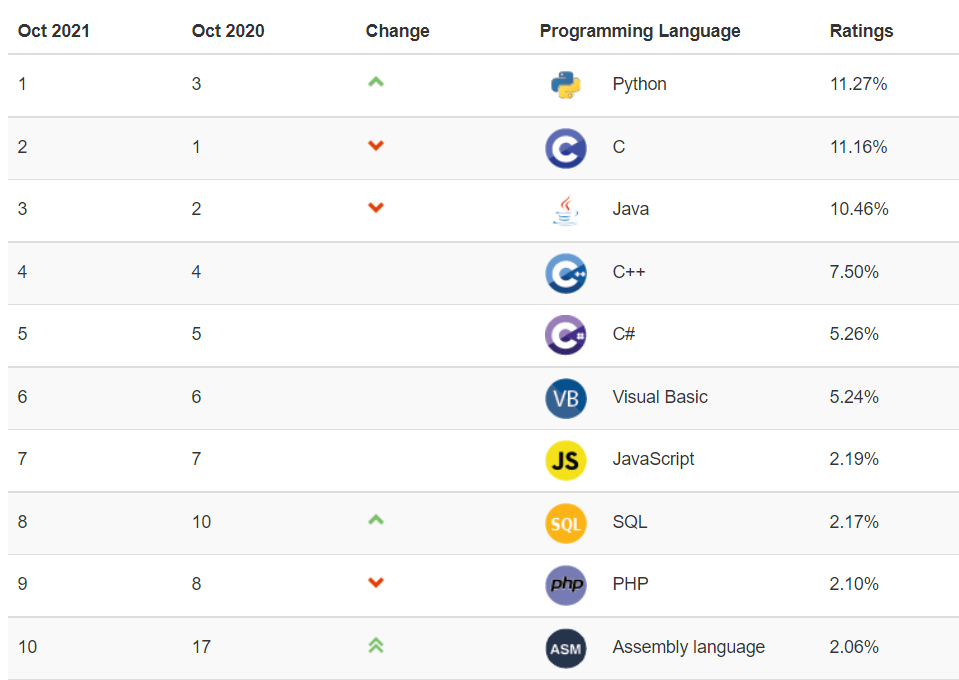 Oct 2021 Oct 2020 Change Programming Language Ratings
1 3 Python 11.27%
2 1 C C 11.16%
3 2 Java 10.46%
4 4 C++ C++ 7.50%
5 5 C# C# 5.26%
6 6 VB Visual Basic 5.24%
7 7 JS JavaScript 2.19%
8 10 SQL SQL 2.17%
9 8 php PHP 2.10%
10 17 ASM Assembly language 2.06%